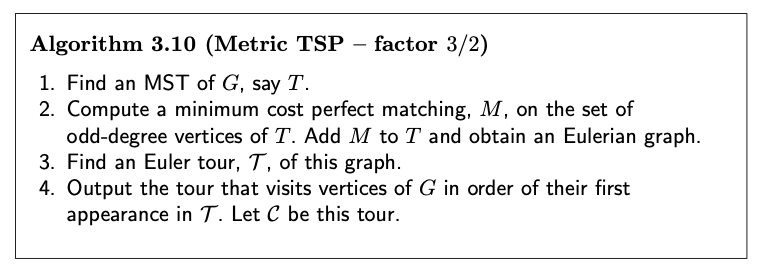 Algorithm 3.10 (Metric TSP – factor 3/2)
1. Find an MST of G, say T.
2. Compute a minimum cost perfect matching, M, on the set of
odd-degree vertices of T. Add M to T and obtain an Eulerian graph.
3. Find an Euler tour, 𝒯, of this graph.
4. Output the tour that visits vertices of G in order of their first
appearance in 𝒯. Let 𝒞 be this tour.